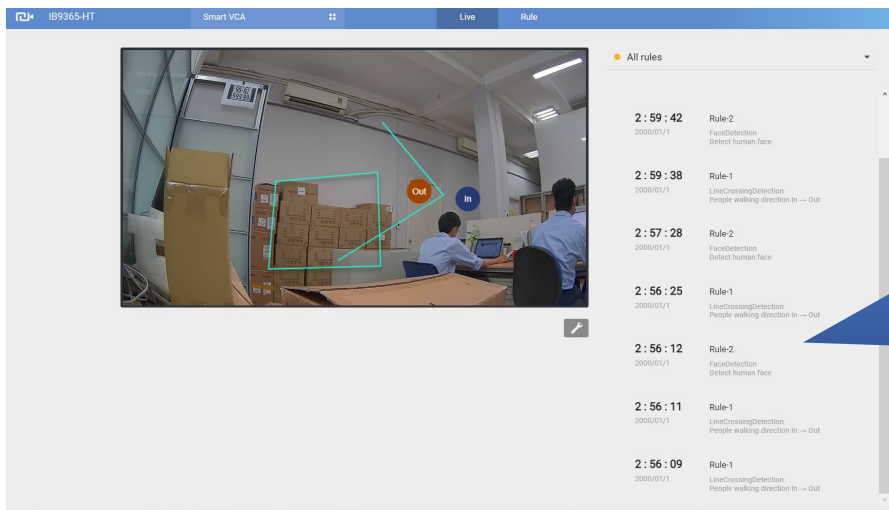 IB9365-HT
Smart VCA
Live
Rule
All rules
Out
In
2 : 59 : 42 Rule-2
2000/01/1 FaceDetection
Detect human face
2 : 59 : 38 Rule-1
2000/01/1 LineCrossingDetection
People walking direction In → Out
2 : 57 : 28 Rule-2
2000/01/1 FaceDetection
Detect human face
2 : 56 : 25 Rule-1
2000/01/1 LineCrossingDetection
People walking direction In → Out
2 : 56 : 12 Rule-2
2000/01/1 FaceDetection
Detect human face
2 : 56 : 11 Rule-1
2000/01/1 LineCrossingDetection
People walking direction In → Out
2 : 56 : 09 Rule-1
2000/01/1 LineCrossingDetection
People walking direction In → Out